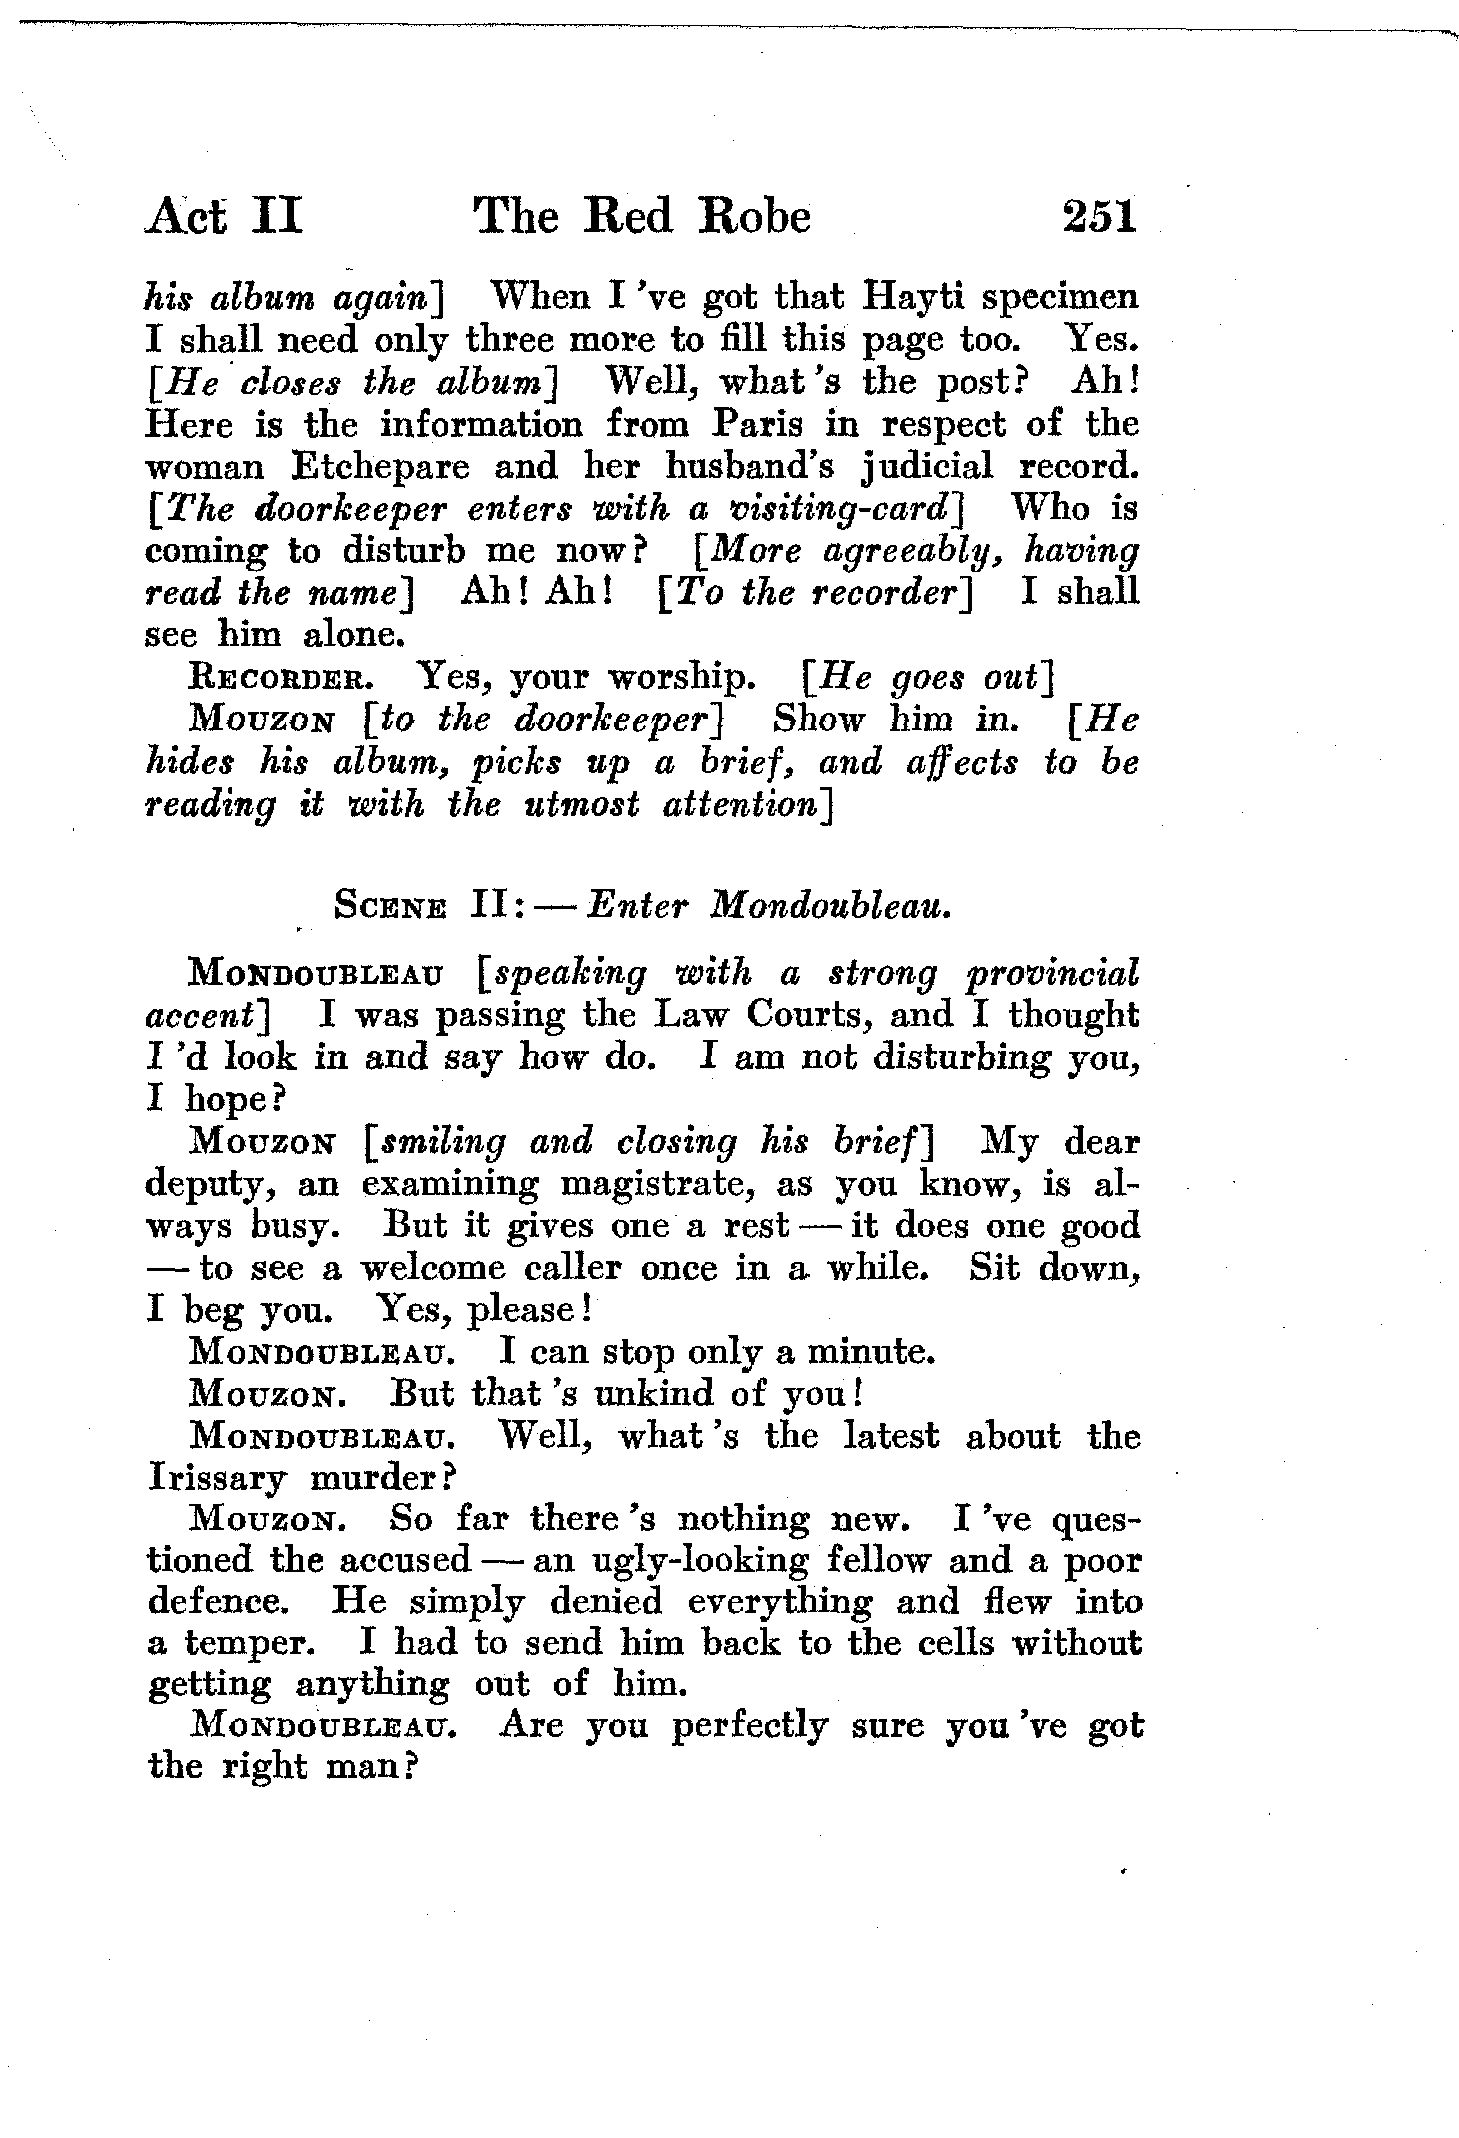 Act II The Red Robe 251
his album again] When I 've got that Hayti specimen
I shall need only three more to fill this page too. Yes.
[He closes the album] Well, what 's the post? Ah!
Here is the information from Paris in respect of the
woman Etchepare and her husband's judicial record.
[The doorkeeper enters with a visiting-card] Who is
coming to disturb me now? [More agreeably, having
read the name] Ah! Ah! [To the recorder] I shall
see him alone.
RECORDER. Yes, your worship. [He goes out]
MOUZON [to the doorkeeper] Show him in. [He
hides his album, picks up a brief, and affects to be
reading it with the utmost attention]
SCENE II: — Enter Mondoubleau.
MONDOUBLEAU [speaking with a strong provincial
accent] I was passing the Law Courts, and I thought
I 'd look in and say how do. I am not disturbing you,
I hope?
MOUZON [smiling and closing his brief] My dear
deputy, an examining magistrate, as you know, is al-
ways busy. But it gives one a rest — it does one good
— to see a welcome caller once in a while. Sit down,
I beg you. Yes, please!
MONDOUBLEAU. I can stop only a minute.
MOUZON. But that 's unkind of you!
MONDOUBLEAU. Well, what 's the latest about the
Irissary murder?
MOUZON. So far there 's nothing new. I 've ques-
tioned the accused — an ugly-looking fellow and a poor
defence. He simply denied everything and flew into
a temper. I had to send him back to the cells without
getting anything out of him.
MONDOUBLEAU. Are you perfectly sure you 've got
the right man?